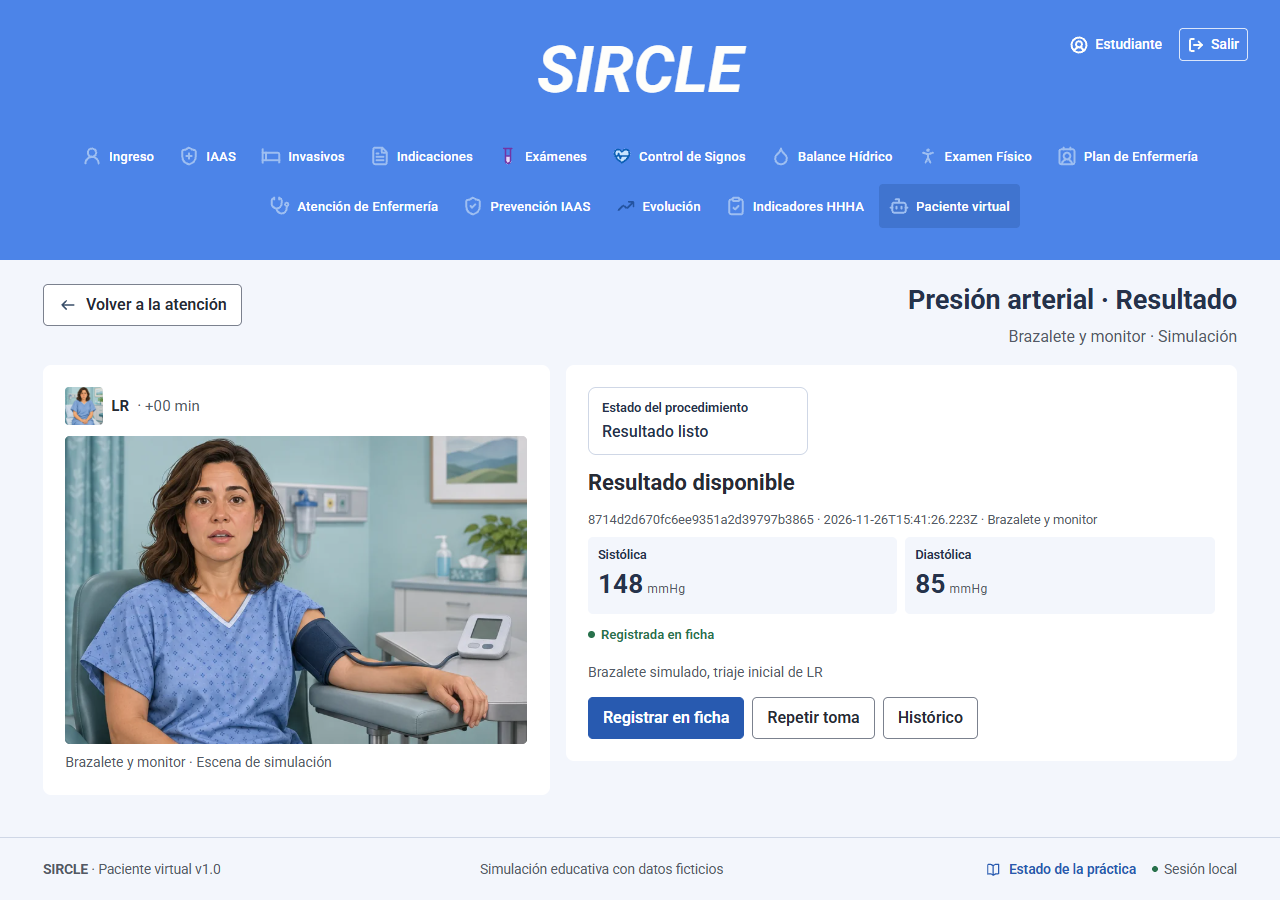 SIRCLE
Estudiante
Salir
Ingreso
IAAS
Invasivos
Indicaciones
Exámenes
Control de Signos
Balance Hídrico
Examen Físico
Plan de Enfermería
Atención de Enfermería
Prevención IAAS
Evolución
Indicadores HHHA
Paciente virtual
Volver a la atención
Presión arterial · Resultado
Brazalete y monitor · Simulación
LR · +00 min
Brazalete y monitor · Escena de simulación
Estado del procedimiento
Resultado listo
Resultado disponible
8714d2d670fc6ee9351a2d39797b3865 · 2026-11-26T15:41:26.223Z · Brazalete y monitor
Sistólica
148 mmHg
Diastólica
85 mmHg
Registrada en ficha
Brazalete simulado, triaje inicial de LR
Registrar en ficha
Repetir toma
Histórico
SIRCLE · Paciente virtual v1.0
Simulación educativa con datos ficticios
Estado de la práctica
Sesión local